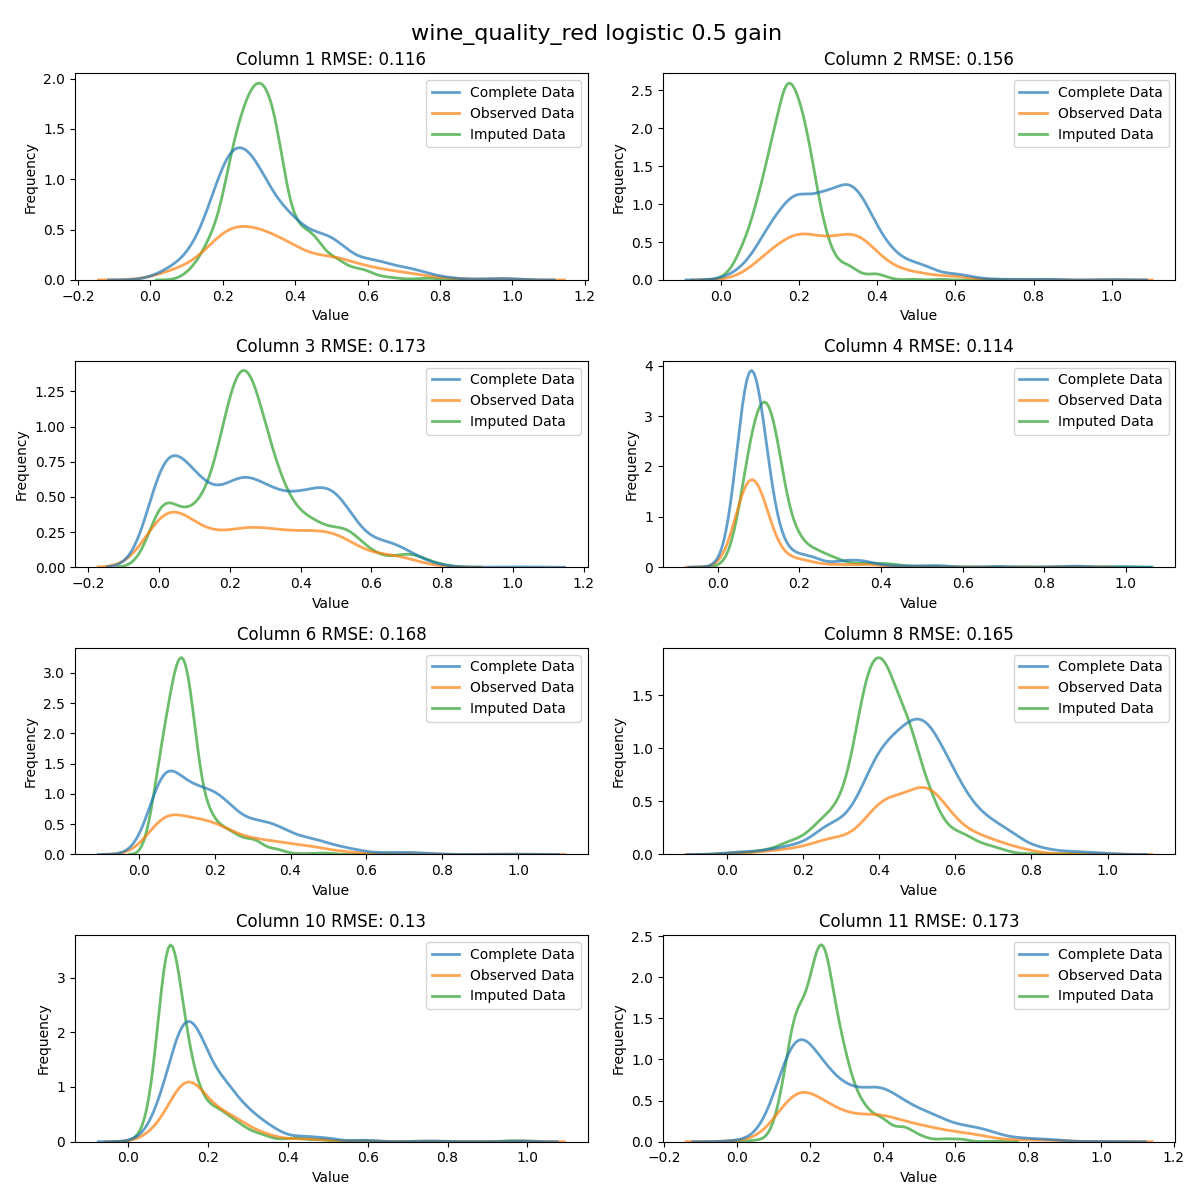 wine_quality_red logistic 0.5 gain
Column 1 RMSE: 0.116
Frequency
2.0
1.5
1.0
0.5
0.0
Complete Data
Observed Data
Imputed Data
−0.2 0.0 0.2 0.4 0.6 0.8 1.0 1.2
Value
Column 2 RMSE: 0.156
Frequency
2.5
2.0
1.5
1.0
0.5
0.0
Complete Data
Observed Data
Imputed Data
0.0 0.2 0.4 0.6 0.8 1.0
Value
Column 3 RMSE: 0.173
Frequency
1.25
1.00
0.75
0.50
0.25
0.00
Complete Data
Observed Data
Imputed Data
−0.2 0.0 0.2 0.4 0.6 0.8 1.0 1.2
Value
Column 4 RMSE: 0.114
Frequency
4
3
2
1
0
Complete Data
Observed Data
Imputed Data
0.0 0.2 0.4 0.6 0.8 1.0
Value
Column 6 RMSE: 0.168
Frequency
3.0
2.5
2.0
1.5
1.0
0.5
0.0
Complete Data
Observed Data
Imputed Data
0.0 0.2 0.4 0.6 0.8 1.0
Value
Column 8 RMSE: 0.165
Frequency
1.5
1.0
0.5
0.0
Complete Data
Observed Data
Imputed Data
0.0 0.2 0.4 0.6 0.8 1.0
Value
Column 10 RMSE: 0.13
Frequency
3
2
1
0
Complete Data
Observed Data
Imputed Data
0.0 0.2 0.4 0.6 0.8 1.0
Value
Column 11 RMSE: 0.173
Frequency
2.5
2.0
1.5
1.0
0.5
0.0
Complete Data
Observed Data
Imputed Data
−0.2 0.0 0.2 0.4 0.6 0.8 1.0 1.2
Value